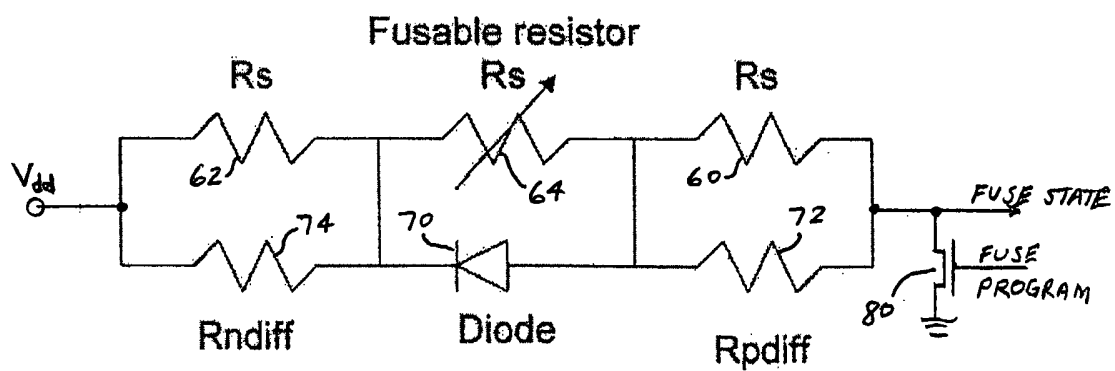 Fusable resistor
Rs Rs Rs
Vdd
62 64 60
FUSE STATE
74 70 72
FUSE
PROGRAM
80
Rndiff Diode Rpdiff